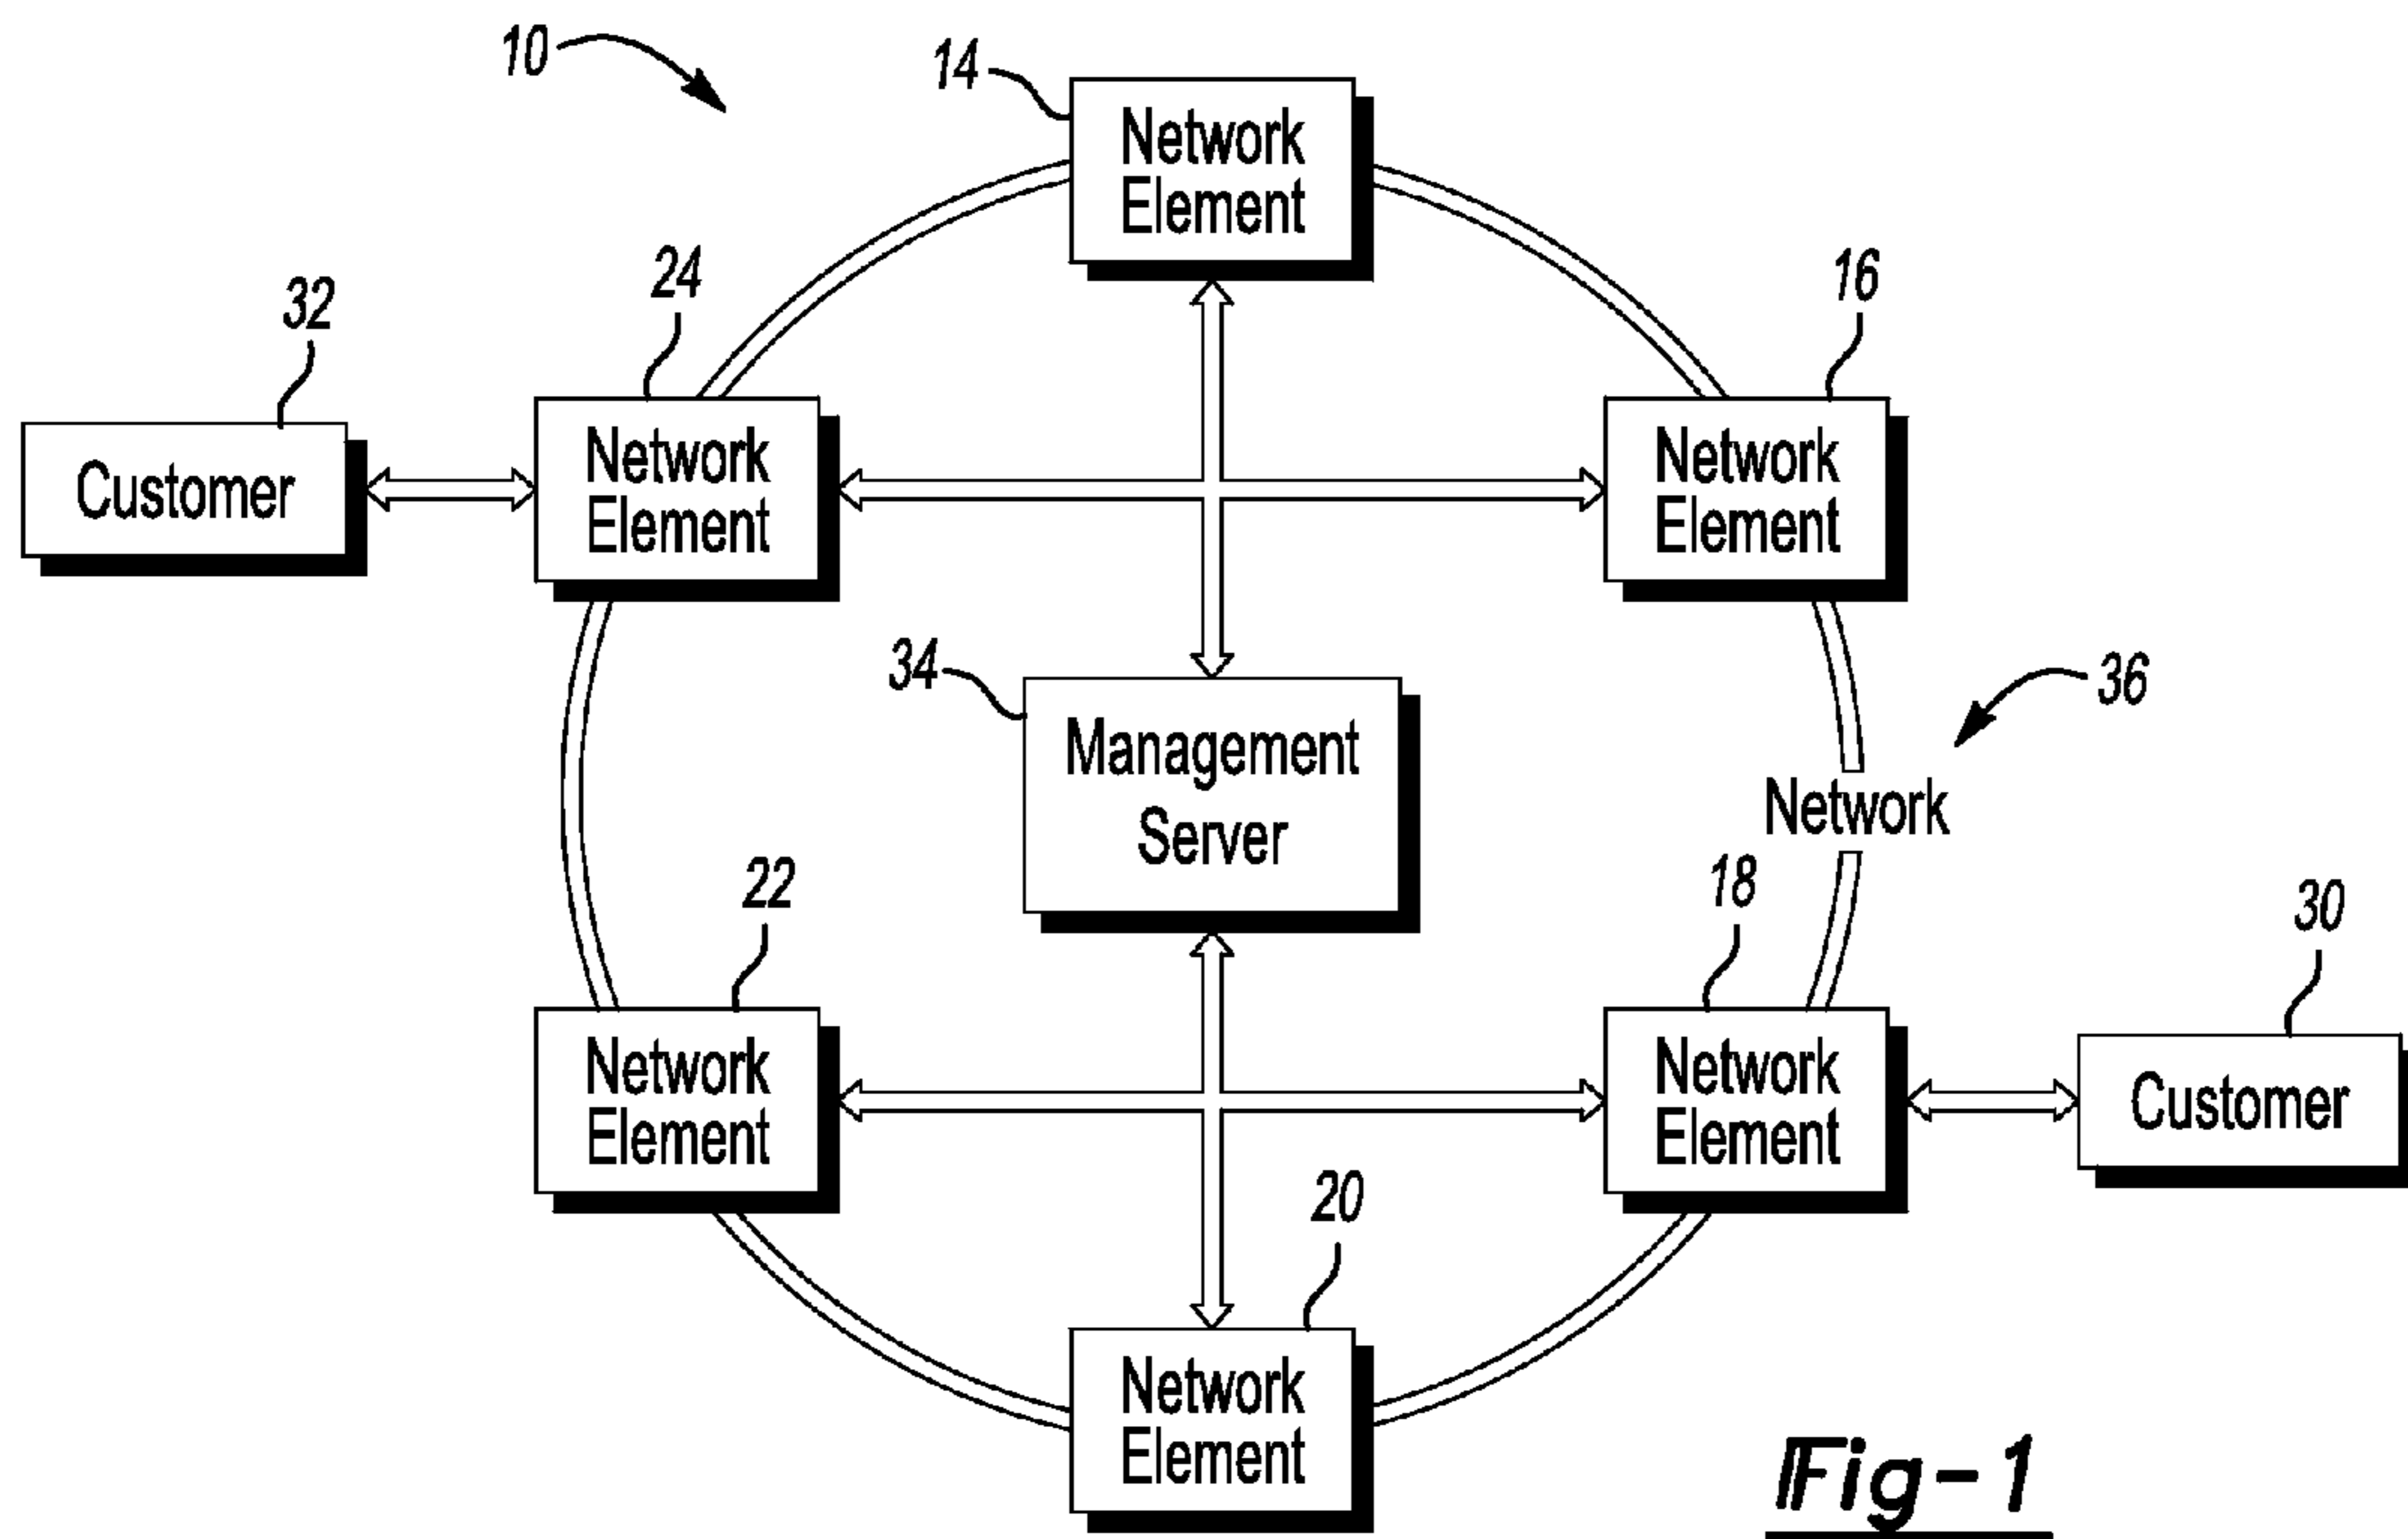 10
14
Network
Element
24
16
32
Network
Element
Network
Element
Customer
34
36
Management
Server
Network
22
18
30
Network
Element
Network
Element
Customer
20
Network
Element
Fig-1